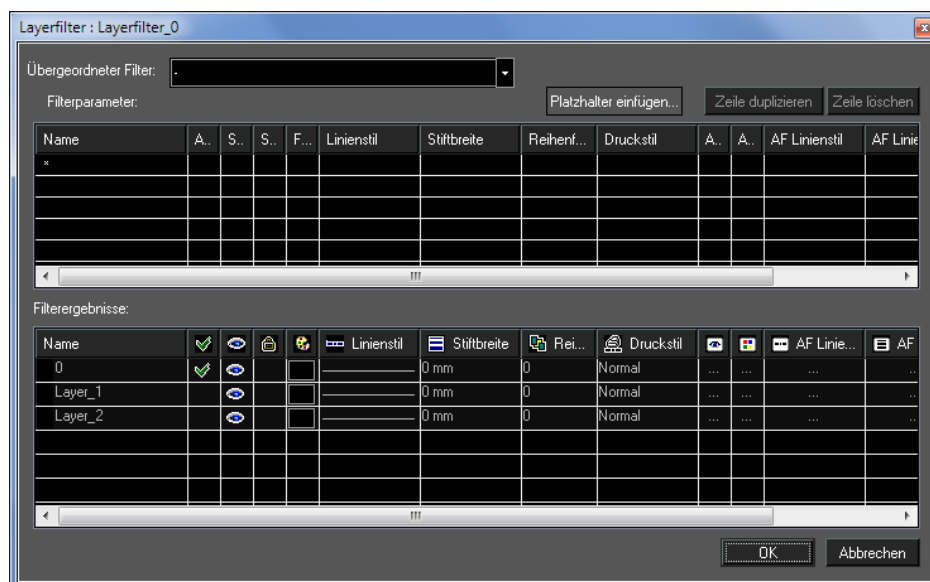 Layerfilter : Layerfilter_0
Übergeordneter Filter: -
Filterparameter: Platzhalter einfügen... Zeile duplizieren Zeile löschen
Name A.. S.. S.. F... Linienstil Stiftbreite Reihenf... Druckstil A.. A.. AF Linienstil AF Linie
*
Filterergebnisse:
Name Linienstil Stiftbreite Rei... Druckstil AF Linie... AF
0 0 mm 0 Normal ... ... ... ..
Layer_1 0 mm 0 Normal ... ... ... ..
Layer_2 0 mm 0 Normal ... ... ... ..
OK Abbrechen